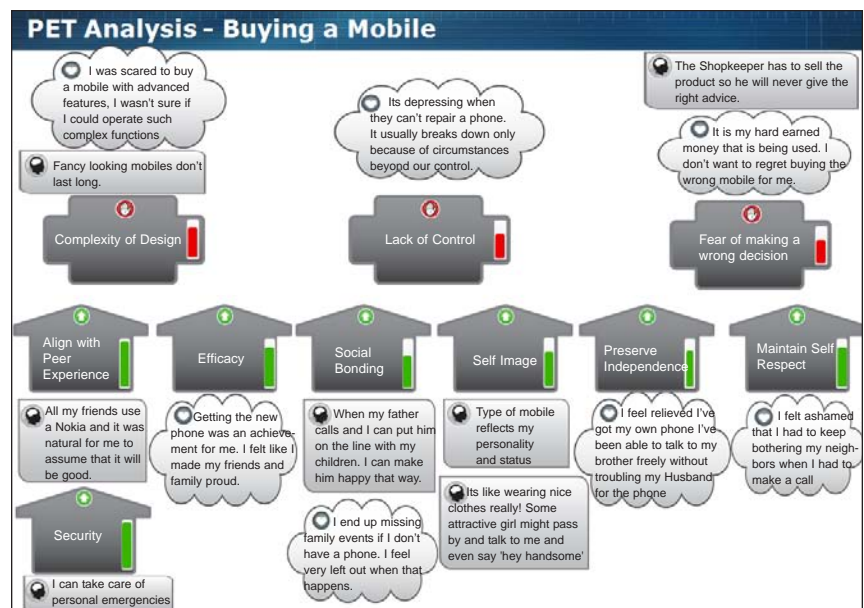 PET Analysis - Buying a Mobile
I was scared to buy
a mobile with advanced
features, I wasn't sure if
I could operate such
complex functions
Fancy looking mobiles don't
last long.
Complexity of Design
Its depressing when
they can't repair a phone.
It usually breaks down only
because of circumstances
beyond our control.
Lack of Control
The Shopkeeper has to sell the
product so he will never give the
right advice.
It is my hard earned
money that is being used. I
don't want to regret buying the
wrong mobile for me.
Fear of making a
wrong decision
Align with
Peer
Experience
All my friends use
a Nokia and it was
natural for me to
assume that it will
be good.
Efficacy
Getting the new
phone was an achieve-
ment for me. I felt like I
made my friends and
family proud.
Social
Bonding
When my father
calls and I can put him
on the line with my
children. I can make
him happy that way.
I end up missing
family events if I don't
have a phone. I feel
very left out when that
happens.
Self Image
Type of mobile
reflects my
personality
and status
Its like wearing nice
clothes really! Some
attractive girl might pass
by and talk to me and
even say 'hey handsome'
Preserve
Independence
I feel relieved I've
got my own phone I've
been able to talk to my
brother freely without
troubling my Husband
for the phone
Maintain Self
Respect
I felt ashamed
that I had to keep
bothering my neigh-
bors when I had to
make a call
Security
I can take care of
personal emergencies